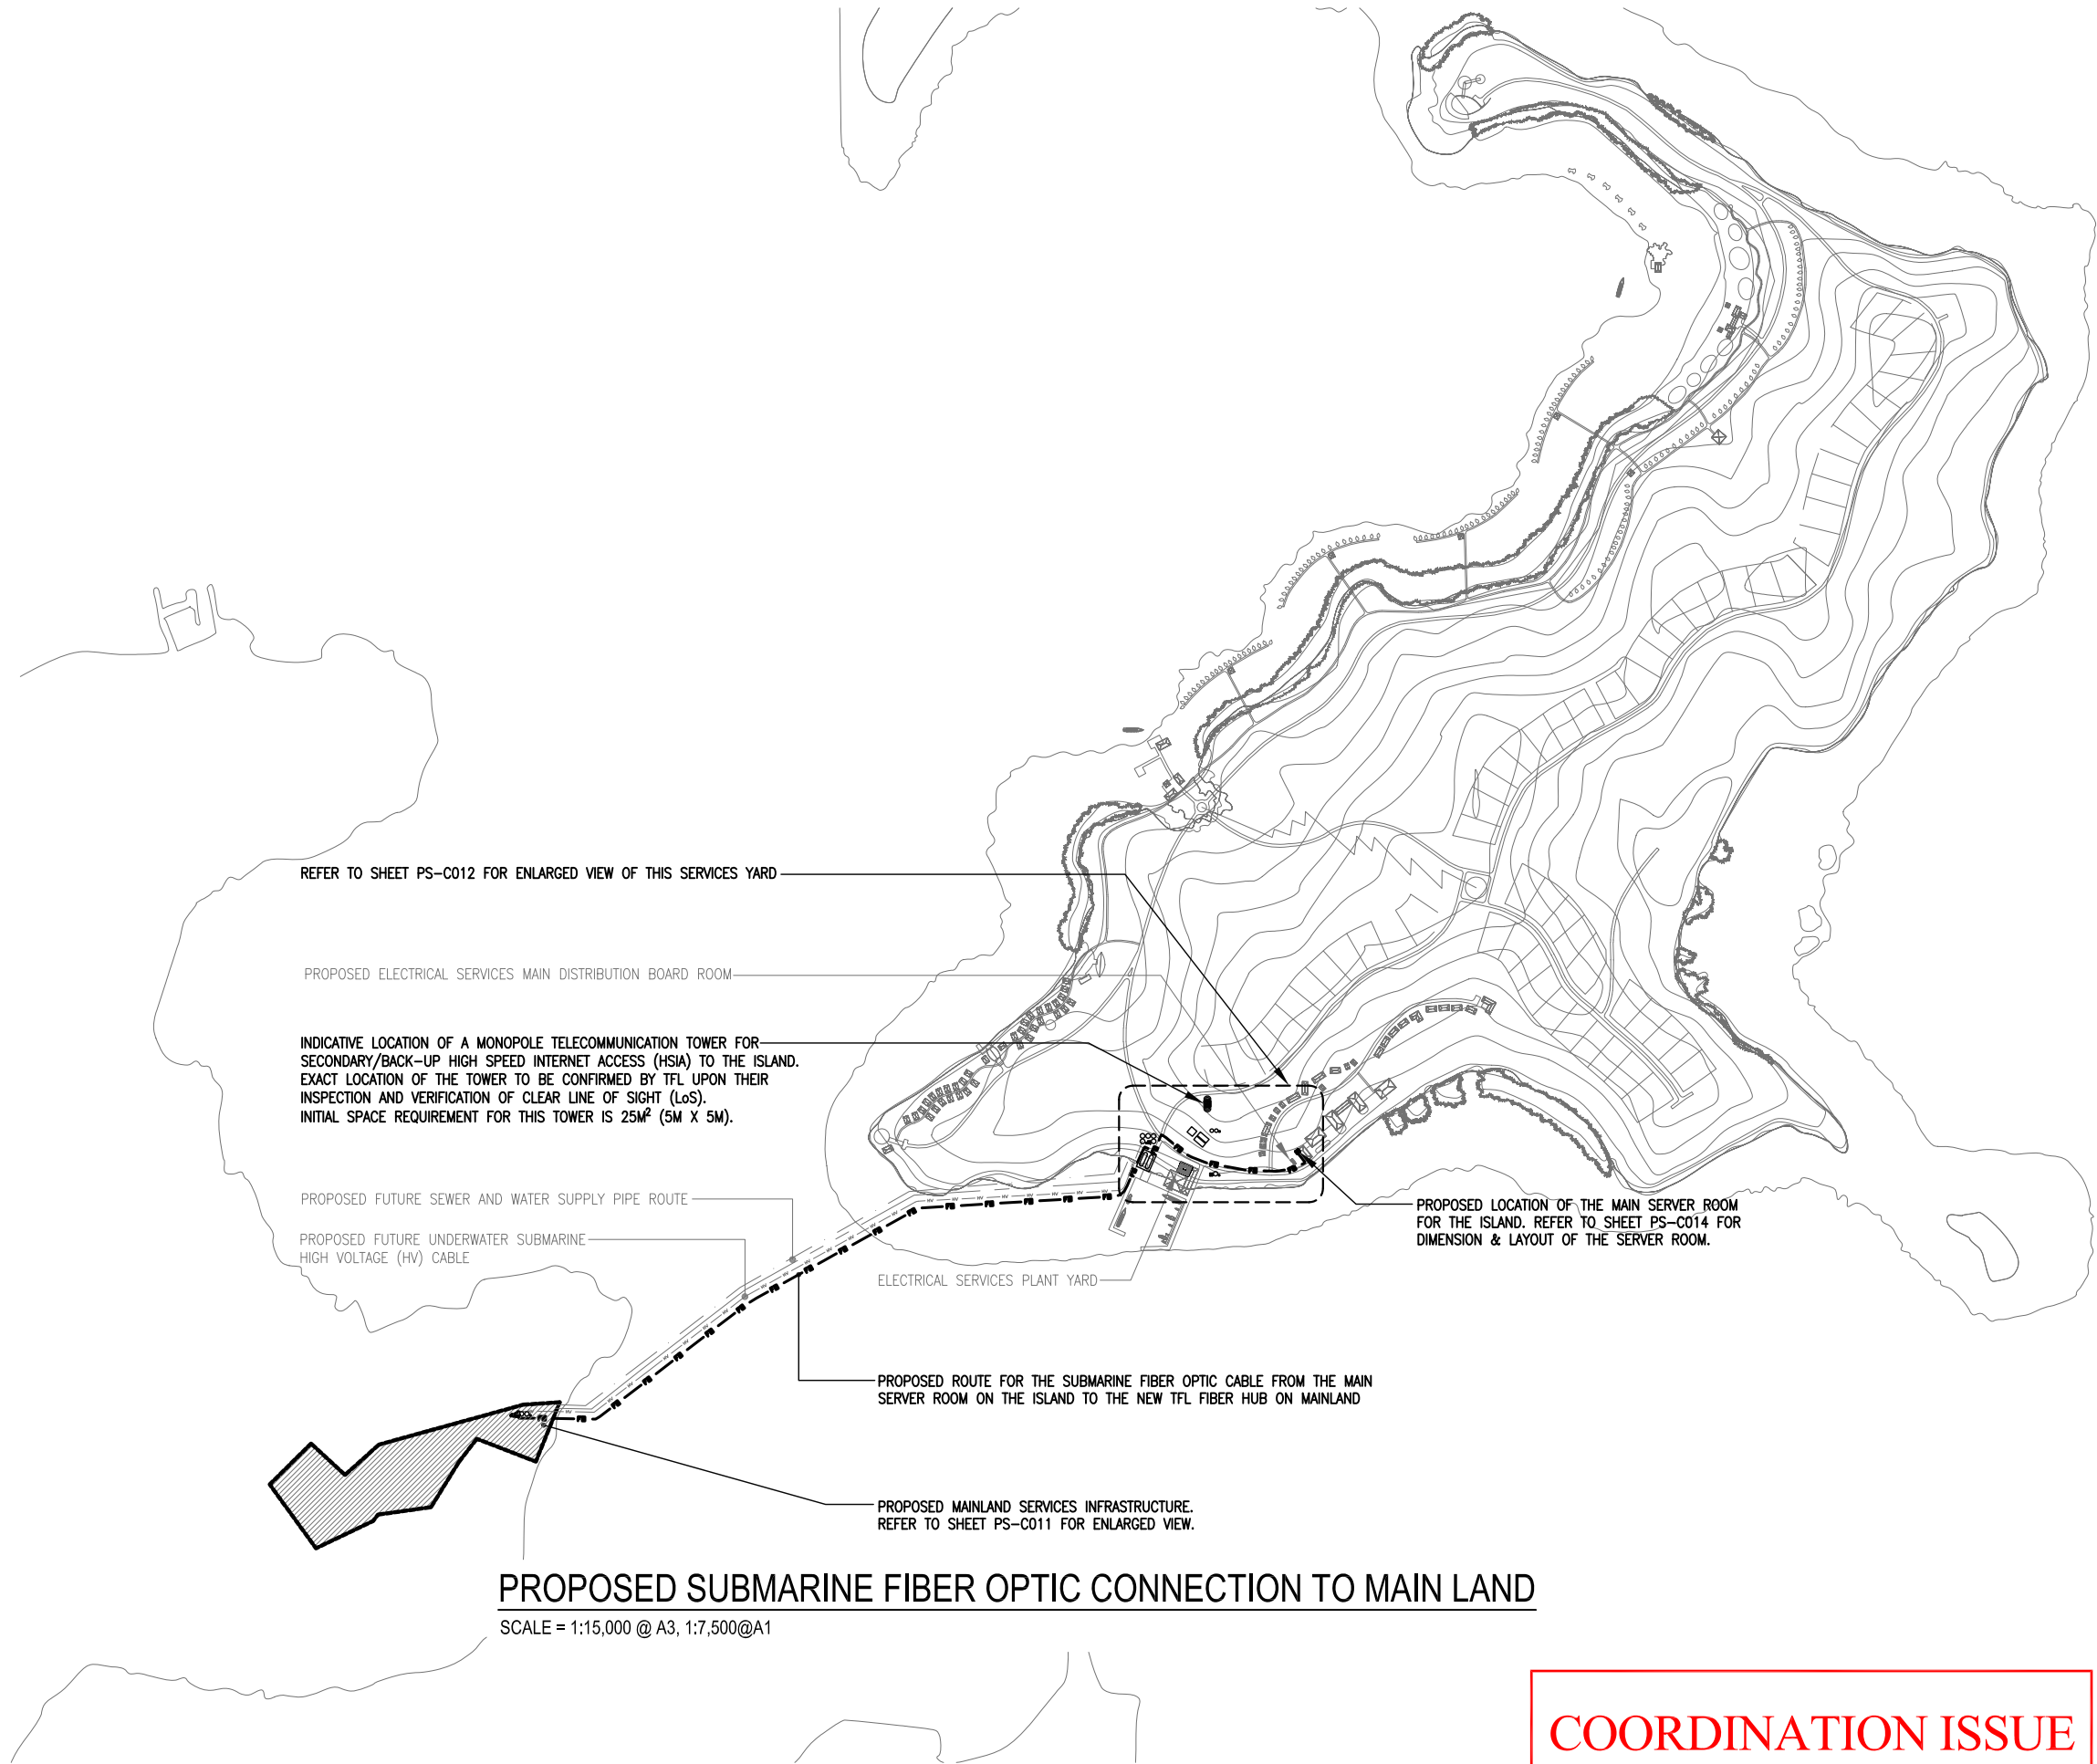 REFER TO SHEET PS-C012 FOR ENLARGED VIEW OF THIS SERVICES YARD
PROPOSED ELECTRICAL SERVICES MAIN DISTRIBUTION BOARD ROOM
INDICATIVE LOCATION OF A MONOPOLE TELECOMMUNICATION TOWER FOR
SECONDARY/BACK-UP HIGH SPEED INTERNET ACCESS (HSIA) TO THE ISLAND.
EXACT LOCATION OF THE TOWER TO BE CONFIRMED BY TFL UPON THEIR
INSPECTION AND VERIFICATION OF CLEAR LINE OF SIGHT (LoS).
INITIAL SPACE REQUIREMENT FOR THIS TOWER IS 25M² (5M X 5M).
PROPOSED FUTURE SEWER AND WATER SUPPLY PIPE ROUTE
PROPOSED FUTURE UNDERWATER SUBMARINE
HIGH VOLTAGE (HV) CABLE
PROPOSED LOCATION OF THE MAIN SERVER ROOM
FOR THE ISLAND. REFER TO SHEET PS-C014 FOR
DIMENSION & LAYOUT OF THE SERVER ROOM.
ELECTRICAL SERVICES PLANT YARD
PROPOSED ROUTE FOR THE SUBMARINE FIBER OPTIC CABLE FROM THE MAIN
SERVER ROOM ON THE ISLAND TO THE NEW TFL FIBER HUB ON MAINLAND
PROPOSED MAINLAND SERVICES INFRASTRUCTURE.
REFER TO SHEET PS-C011 FOR ENLARGED VIEW.
PROPOSED SUBMARINE FIBER OPTIC CONNECTION TO MAIN LAND
SCALE = 1:15,000 @ A3, 1:7,500@A1
COORDINATION ISSUE